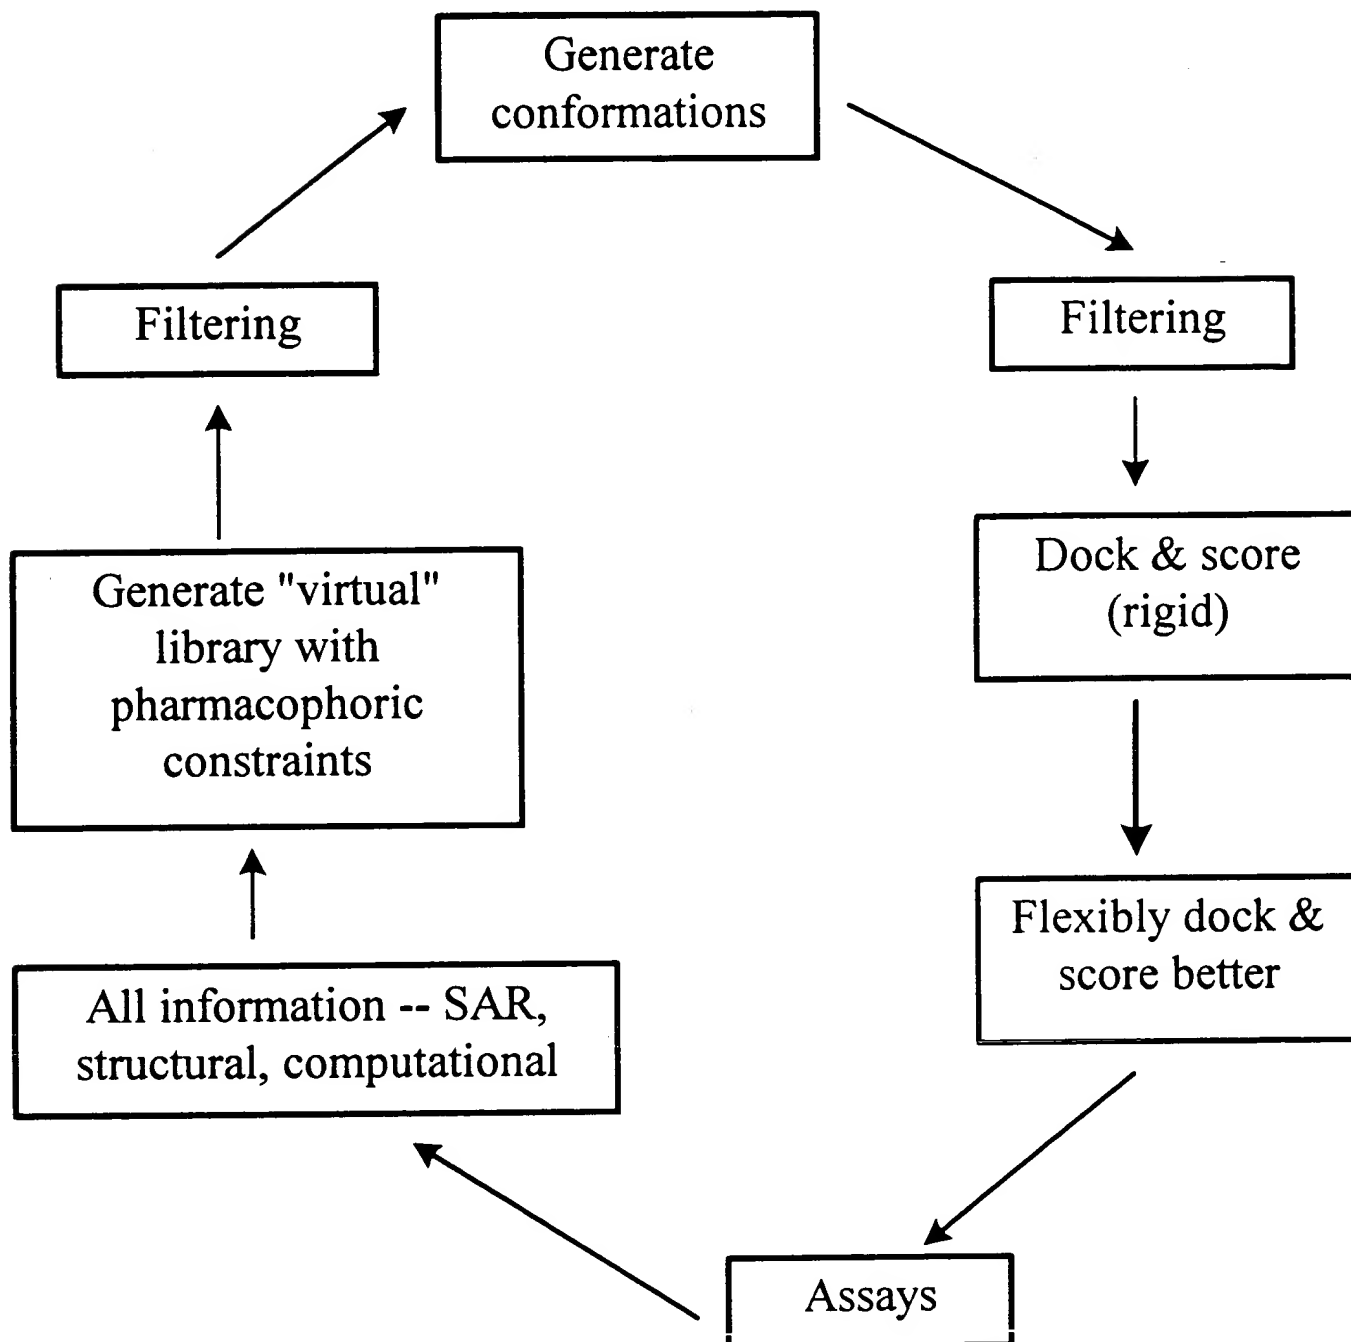 Generate
conformations
Filtering
Filtering
Generate "virtual"
library with
pharmacophoric
constraints
Dock & score
(rigid)
Flexibly dock &
score better
All information -- SAR,
structural, computational
Assays